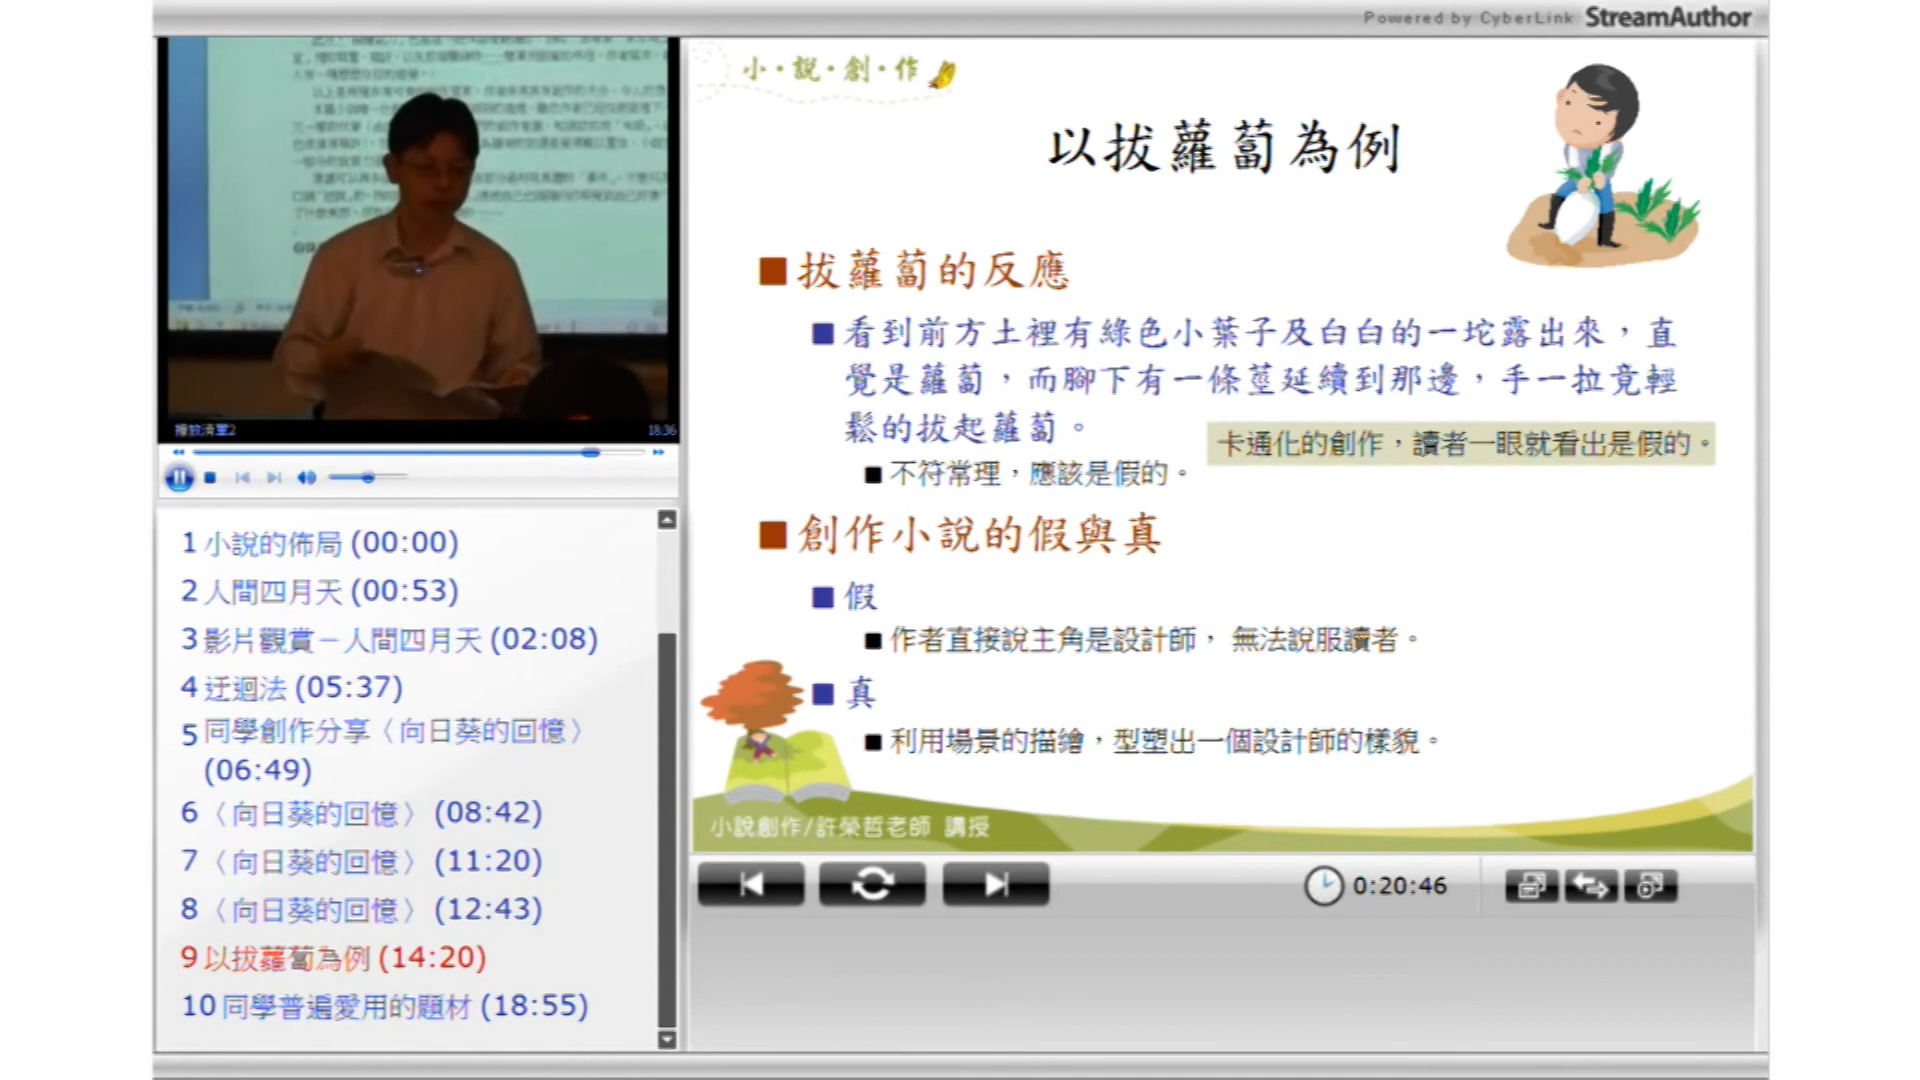 Powered by CyberLink StreamAuthor
小·說·創·作
以拔蘿蔔為例
拔蘿蔔的反應
看到前方土裡有綠色小葉子及白白的一坨露出來，直
覺是蘿蔔，而腳下有一條莖延續到那邊，手一拉竟輕
鬆的拔起蘿蔔。
卡通化的創作，讀者一眼就看出是假的。
不符常理，應該是假的。
創作小說的假與真
假
作者直接說主角是設計師， 無法說服讀者。
真
利用場景的描繪，型塑出一個設計師的樣貌。
小說創作/許榮哲老師 講授
播放清單2
18:36
1 小說的佈局 (00:00)
2 人間四月天 (00:53)
3 影片觀賞－人間四月天 (02:08)
4 迂迴法 (05:37)
5 同學創作分享〈向日葵的回憶〉
(06:49)
6 〈向日葵的回憶〉 (08:42)
7 〈向日葵的回憶〉 (11:20)
8 〈向日葵的回憶〉 (12:43)
9 以拔蘿蔔為例 (14:20)
10 同學普遍愛用的題材 (18:55)
0:20:46